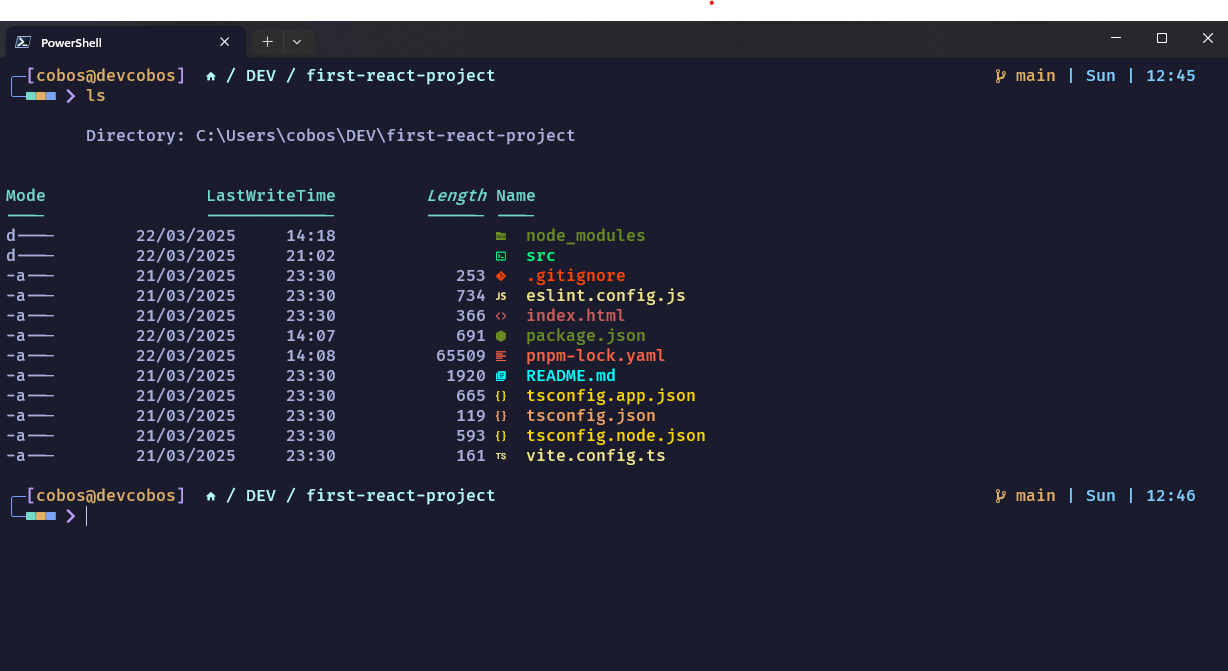 PowerShell
[cobos@devcobos] / DEV / first-react-project main | Sun | 12:45
❯ ls
Directory: C:\Users\cobos\DEV\first-react-project
Mode LastWriteTime Length Name
---- ------------- ------ ----
d---- 22/03/2025 14:18 node_modules
d---- 22/03/2025 21:02 src
-a--- 21/03/2025 23:30 253 .gitignore
-a--- 21/03/2025 23:30 734 JS eslint.config.js
-a--- 21/03/2025 23:30 366 <> index.html
-a--- 22/03/2025 14:07 691 package.json
-a--- 22/03/2025 14:08 65509 pnpm-lock.yaml
-a--- 21/03/2025 23:30 1920 README.md
-a--- 21/03/2025 23:30 665 {} tsconfig.app.json
-a--- 21/03/2025 23:30 119 {} tsconfig.json
-a--- 21/03/2025 23:30 593 {} tsconfig.node.json
-a--- 21/03/2025 23:30 161 TS vite.config.ts
[cobos@devcobos] / DEV / first-react-project main | Sun | 12:46
❯